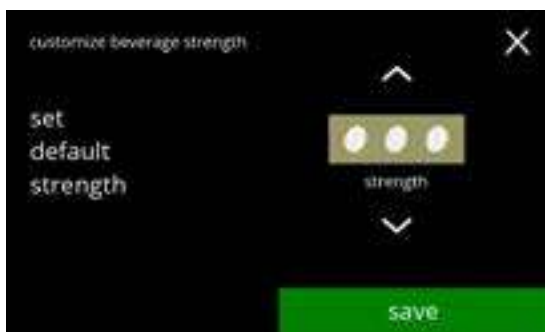 customize beverage strength
set
default
strength
strength
save